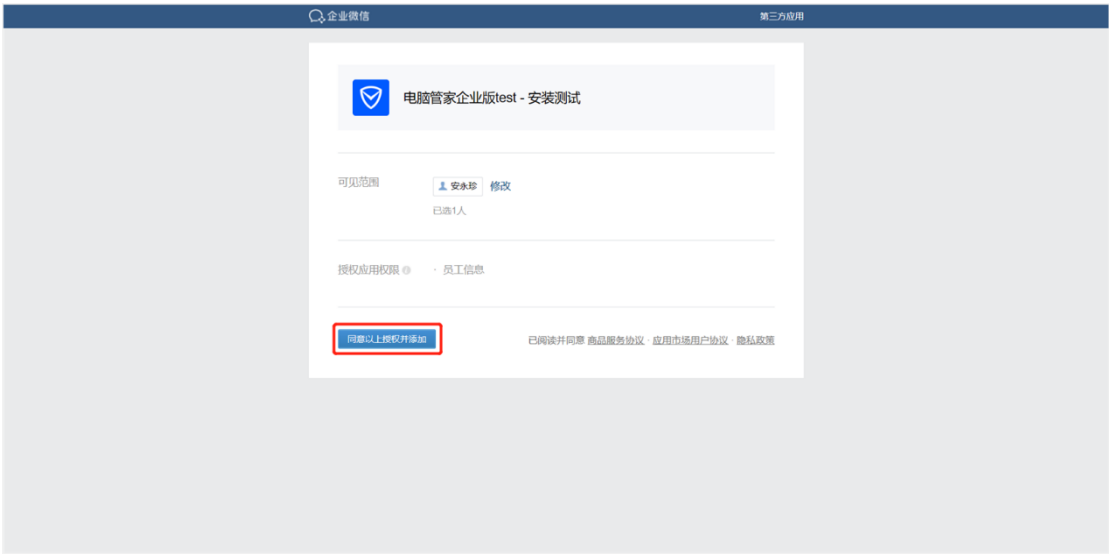 企业微信
第三方应用
电脑管家企业版test - 安装测试
可见范围
安永珍 修改
已选1人
授权应用权限
· 员工信息
同意以上授权并添加
已阅读并同意 商品服务协议 · 应用市场用户协议 · 隐私政策